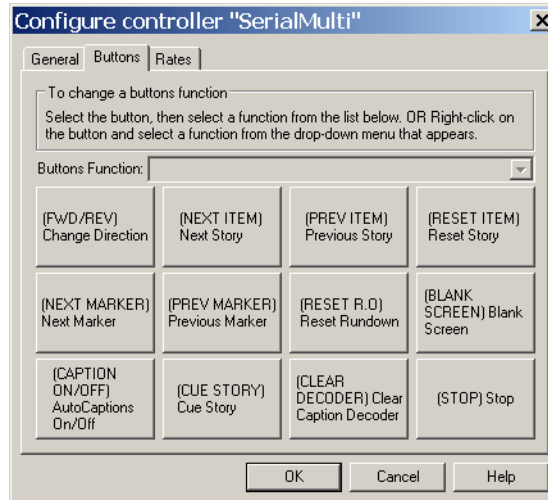 Configure controller "SerialMulti"
General Buttons Rates
To change a buttons function
Select the button, then select a function from the list below. OR Right-click on
the button and select a function from the drop-down menu that appears.
Buttons Function:
(FWD/REV)
Change Direction
(NEXT ITEM)
Next Story
(PREV ITEM)
Previous Story
(RESET ITEM)
Reset Story
(NEXT MARKER)
Next Marker
(PREV MARKER)
Previous Marker
(RESET R.O)
Reset Rundown
(BLANK
SCREEN) Blank
Screen
(CAPTION
ON/OFF)
AutoCaptions
On/Off
(CUE STORY)
Cue Story
(CLEAR
DECODER) Clear
Caption Decoder
(STOP) Stop
OK Cancel Help